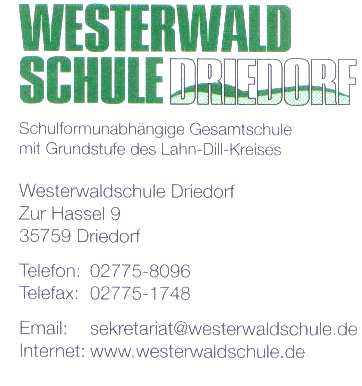 WESTERWALD
SCHULE DRIEDORF
Schulformunabhängige Gesamtschule
mit Grundstufe des Lahn-Dill-Kreises
Westerwaldschule Driedorf
Zur Hassel 9
35759 Driedorf
Telefon: 02775-8096
Telefax: 02775-1748
Email: sekretariat@westerwaldschule.de
Internet: www.westerwaldschule.de